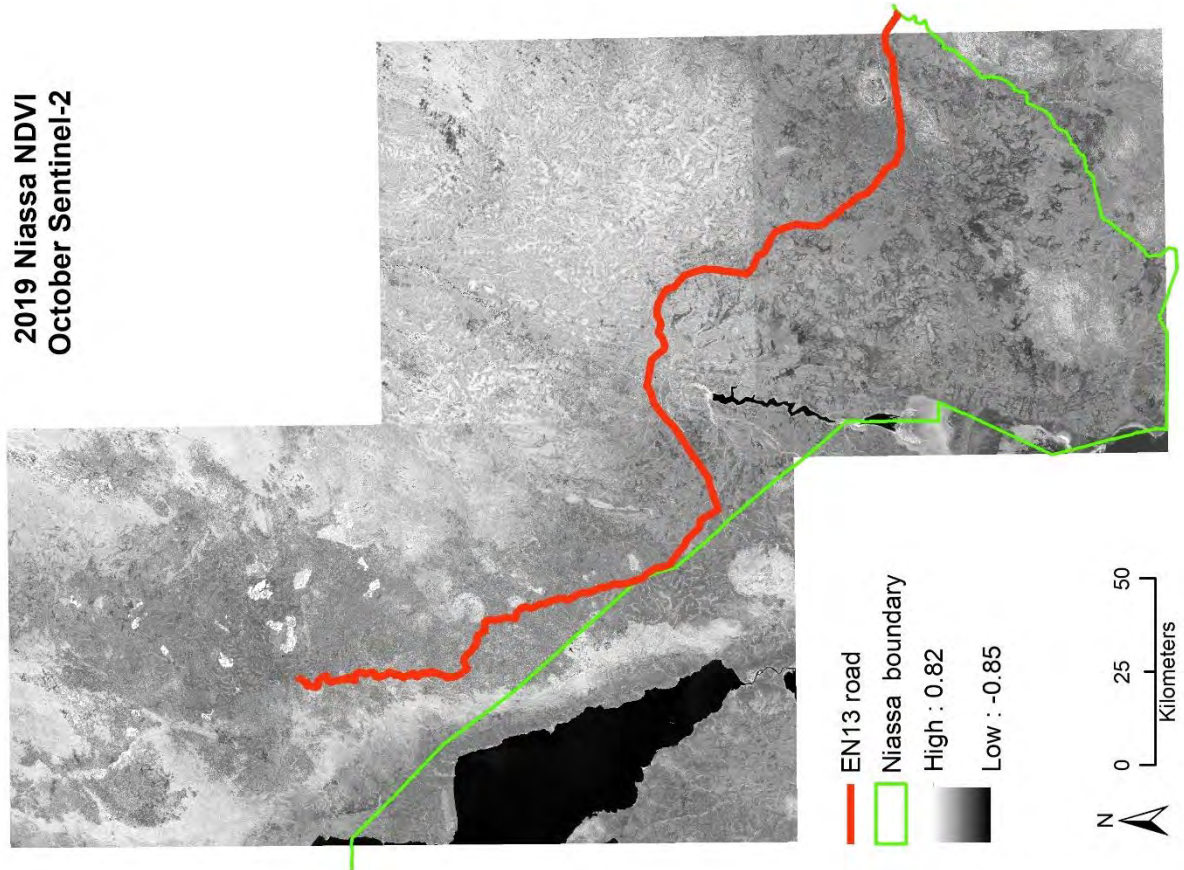 2019 Niassa NDVI
October Sentinel-2
EN13 road
Niassa boundary
High : 0.82
Low : -0.85
N
0 25 50
Kilometers